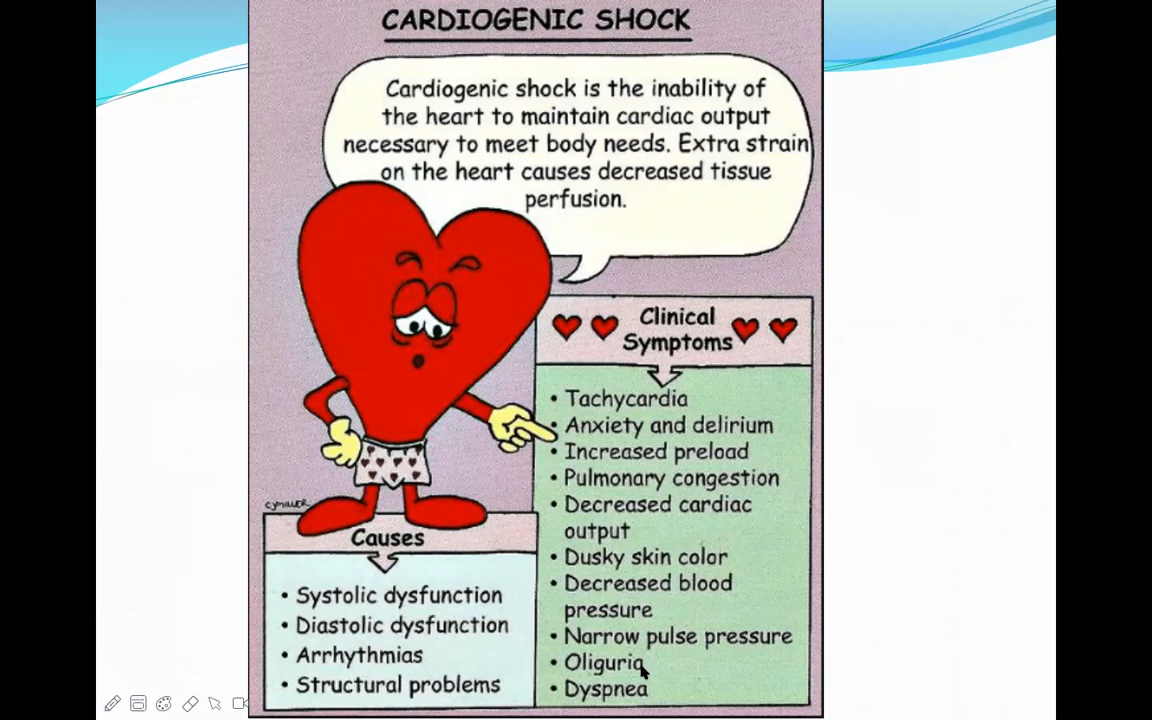 CARDIOGENIC SHOCK
Cardiogenic shock is the inability of
the heart to maintain cardiac output
necessary to meet body needs. Extra strain
on the heart causes decreased tissue
perfusion.
Clinical
Symptoms
• Tachycardia
• Anxiety and delirium
• Increased preload
• Pulmonary congestion
• Decreased cardiac
output
• Dusky skin color
• Decreased blood
pressure
• Narrow pulse pressure
• Oliguria
• Dyspnea
CYMILLER
Causes
• Systolic dysfunction
• Diastolic dysfunction
• Arrhythmias
• Structural problems